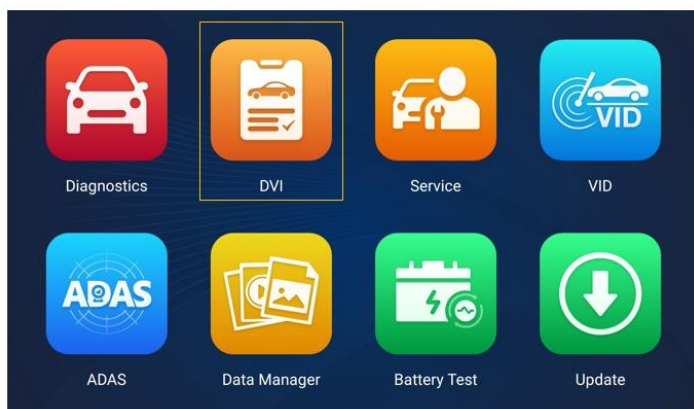 Diagnostics
DVI
Service
VID
VID
ADAS
ADAS
Data Manager
Battery Test
Update